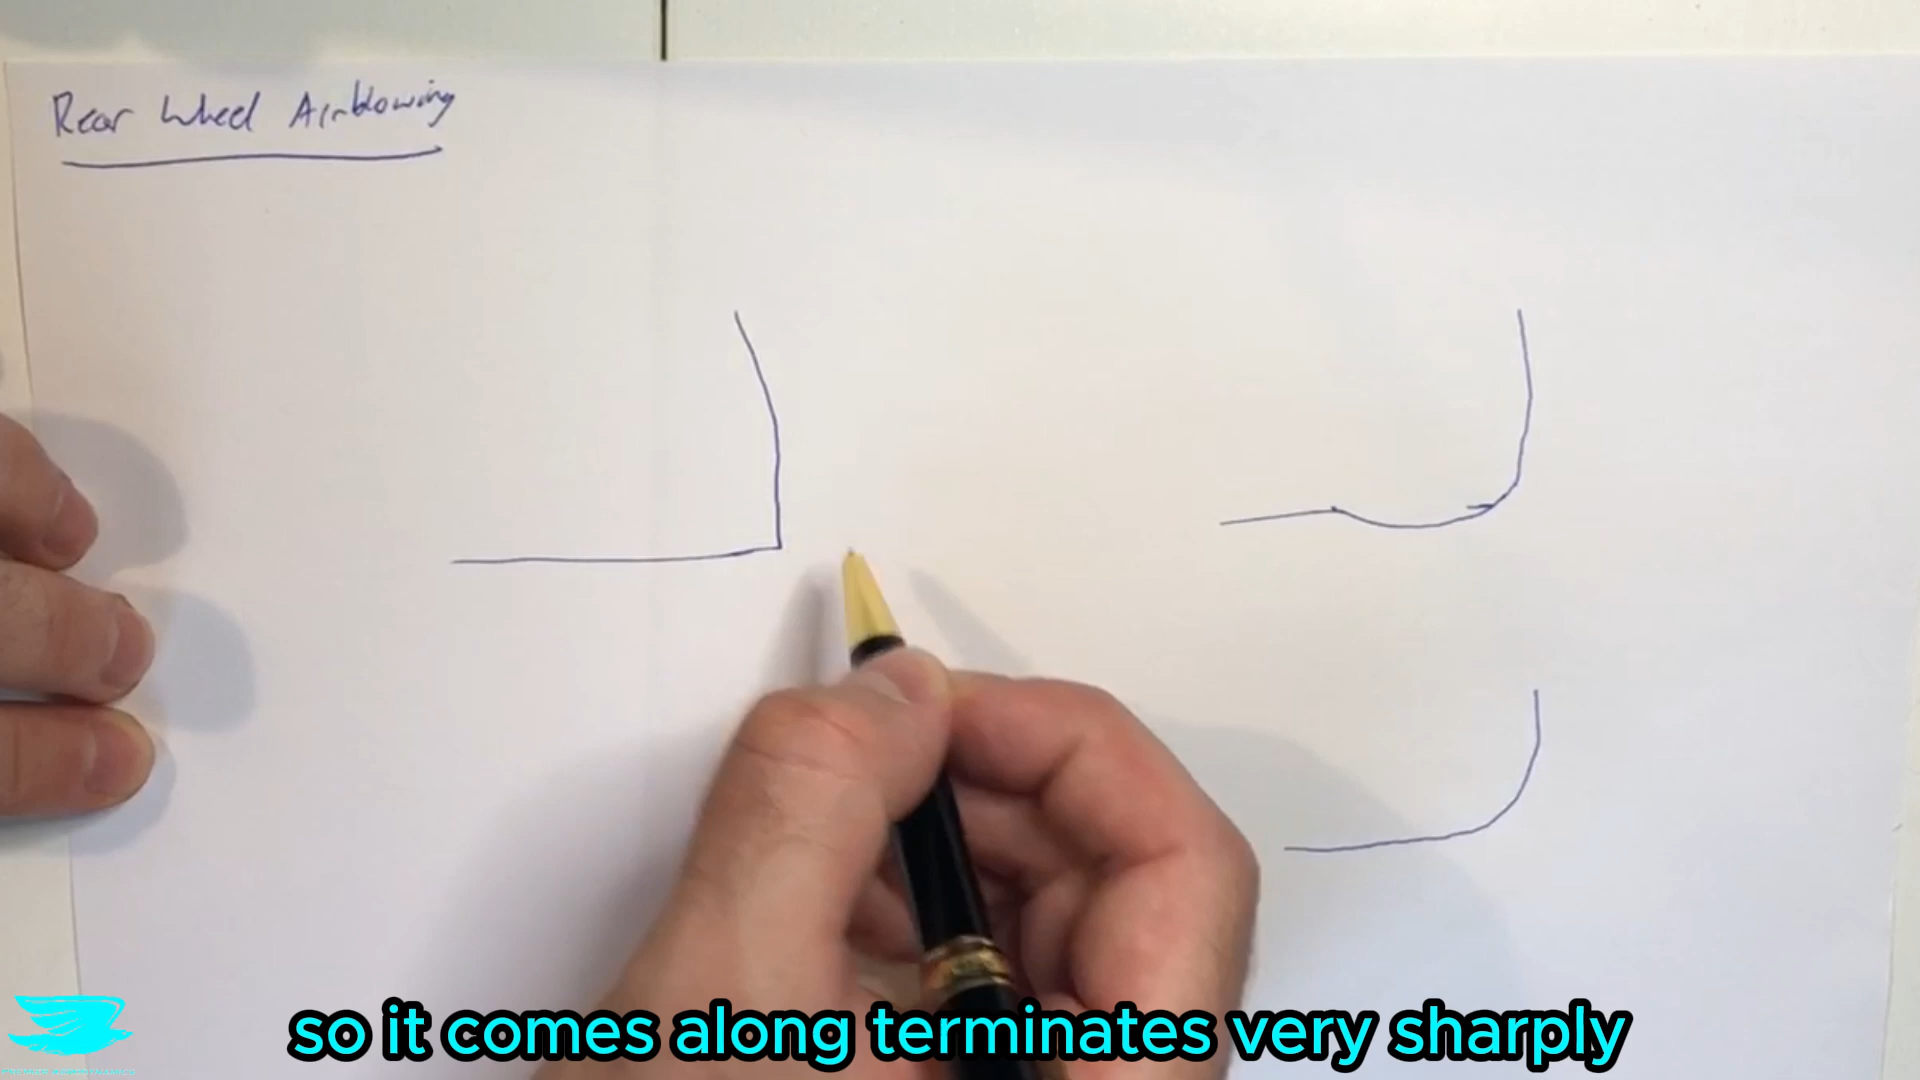 Rear Wheel Airblowing
so it comes along terminates very sharply